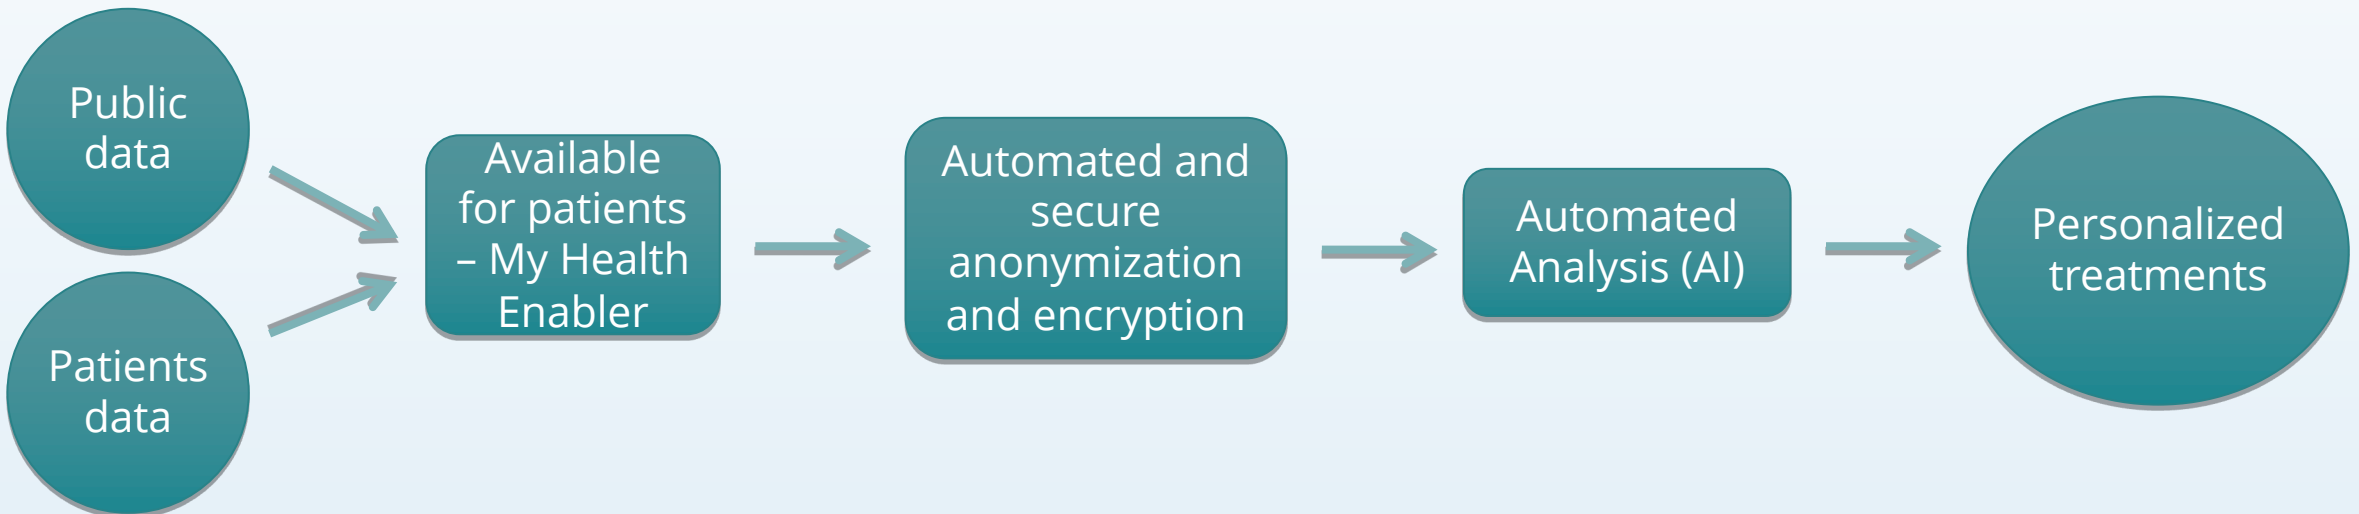 Public
data
Patients
data
Available
for patients
– My Health
Enabler
Automated and
secure
anonymization
and encryption
Automated
Analysis (AI)
Personalized
treatments